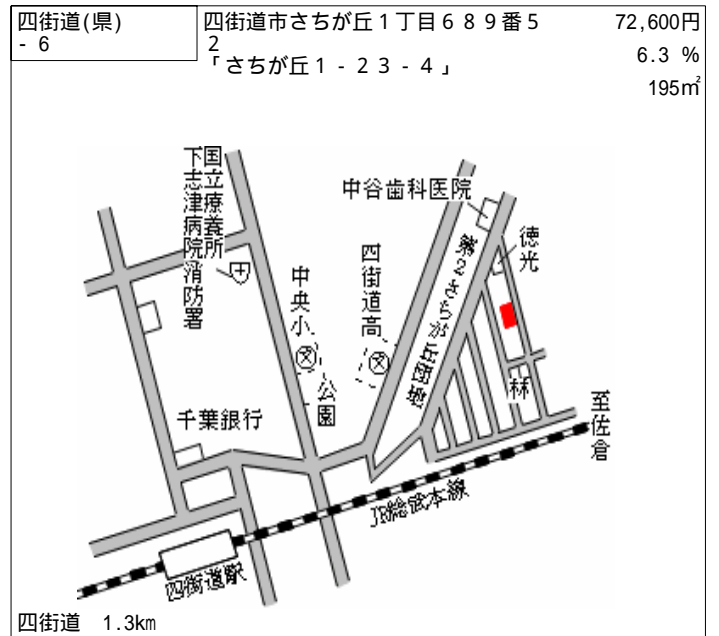 四街道(県)
- 6
四街道市さちが丘1丁目689番5
2
「さちが丘1-23-4」
72,600円
6.3 %
195㎡
国立療養所
下志津病院
消防署
中谷歯科医院
徳光
第2さちが丘団地
四街道高
中央小
公園
林
千葉銀行
至佐倉
JR総武本線
四街道駅
四街道 1.3km